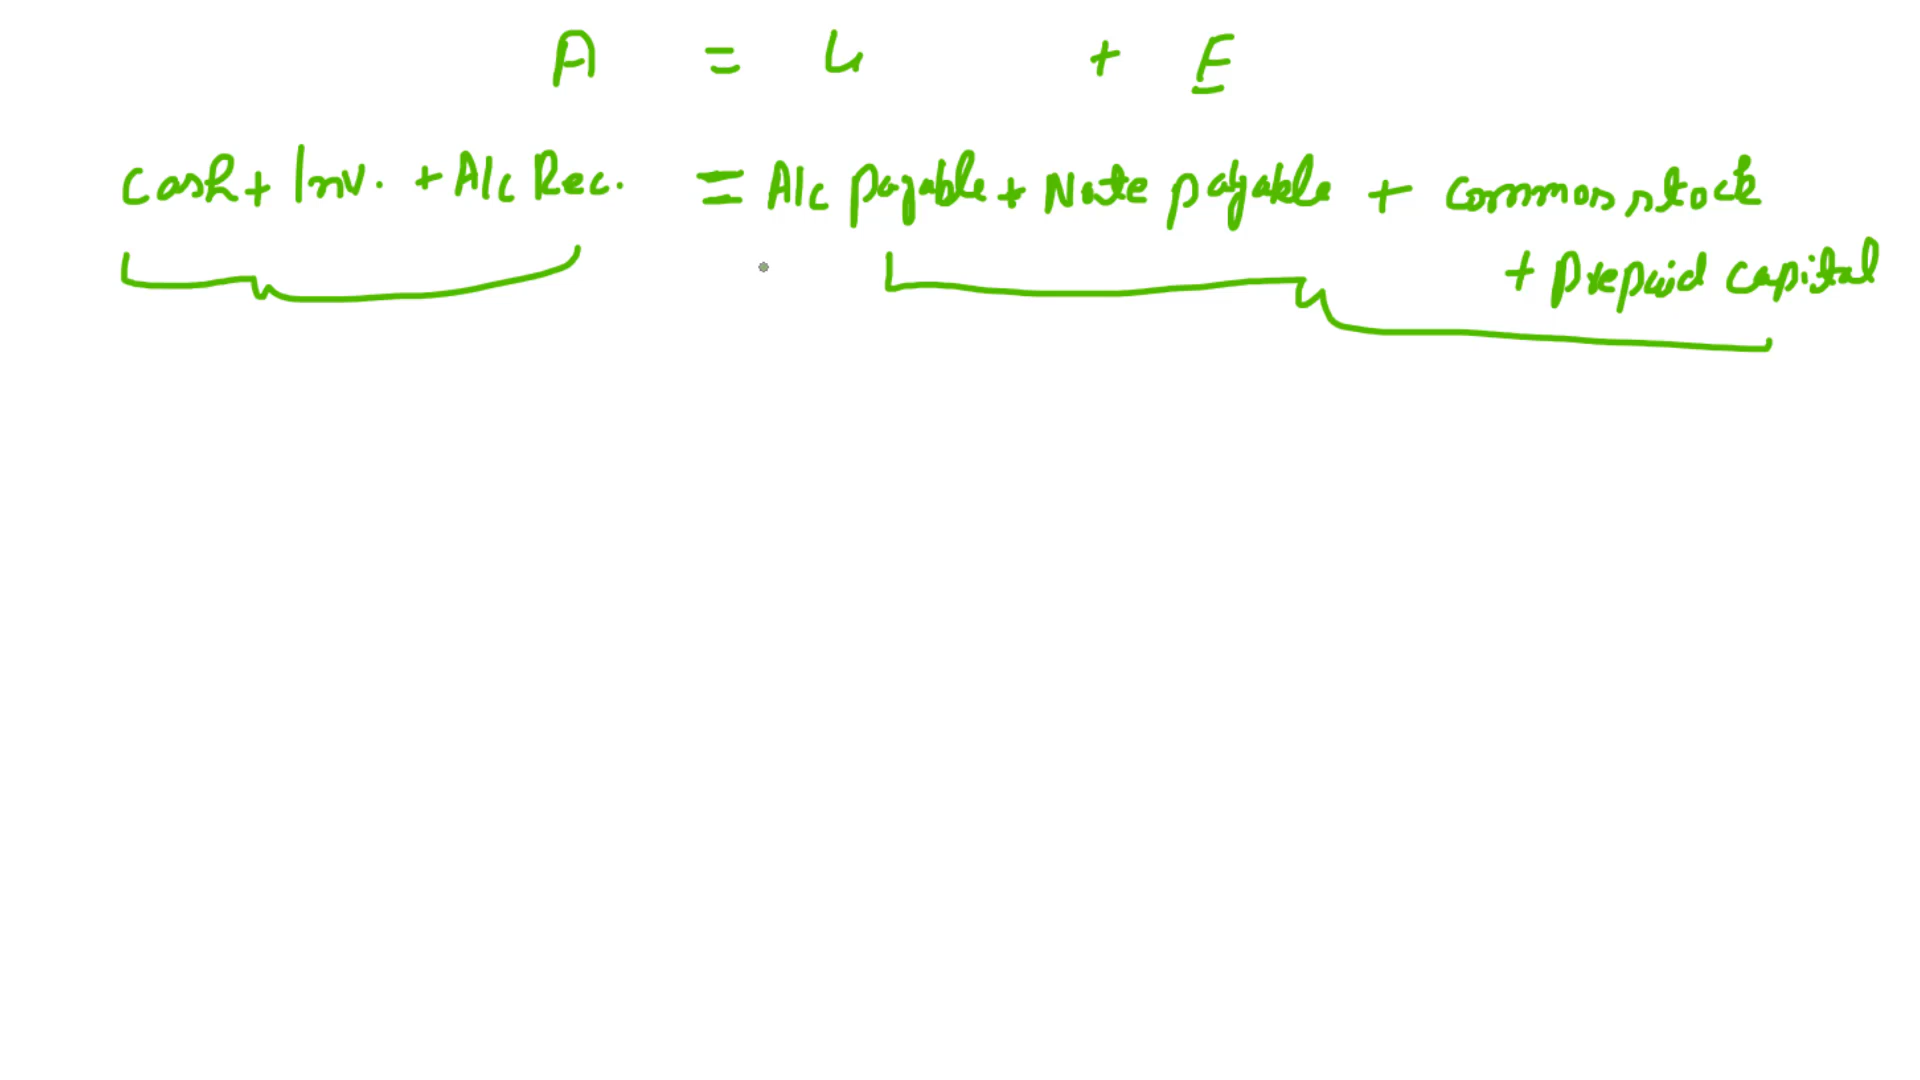 A = L + E
Cash + Inv. + A/c Rec. = A/c payable + Note payable + Common stock
+ Prepaid capital